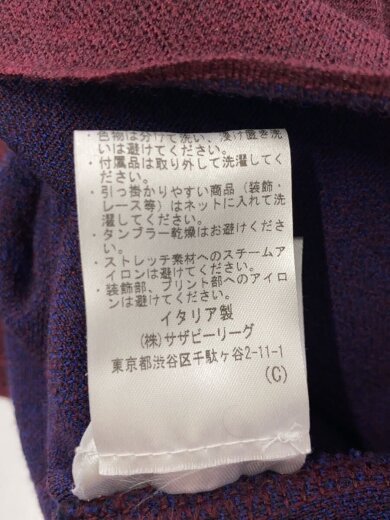 ・色物は分けて洗い、漬け置き洗
いは避けてください。
・付属品は取り外して洗濯してく
ださい。
・引っ掛かりやすい商品（装飾・
レース等）はネットに入れて洗
濯してください。
・タンブラー乾燥はお避けくださ
い。
・ストレッチ素材へのスチームア
イロンは避けてください。
・装飾部、プリント部へのアイロ
ンは避けてください。
イタリア製
(株)サザビーリーグ
東京都渋谷区千駄ヶ谷2-11-1
(C)